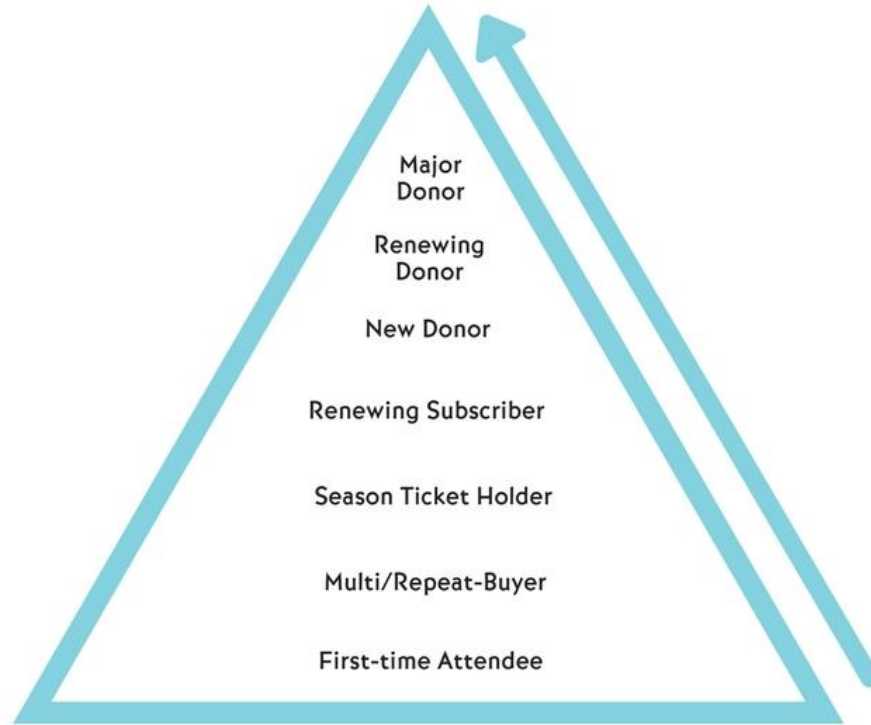 Major
Donor
Renewing
Donor
New Donor
Renewing Subscriber
Season Ticket Holder
Multi/Repeat-Buyer
First-time Attendee